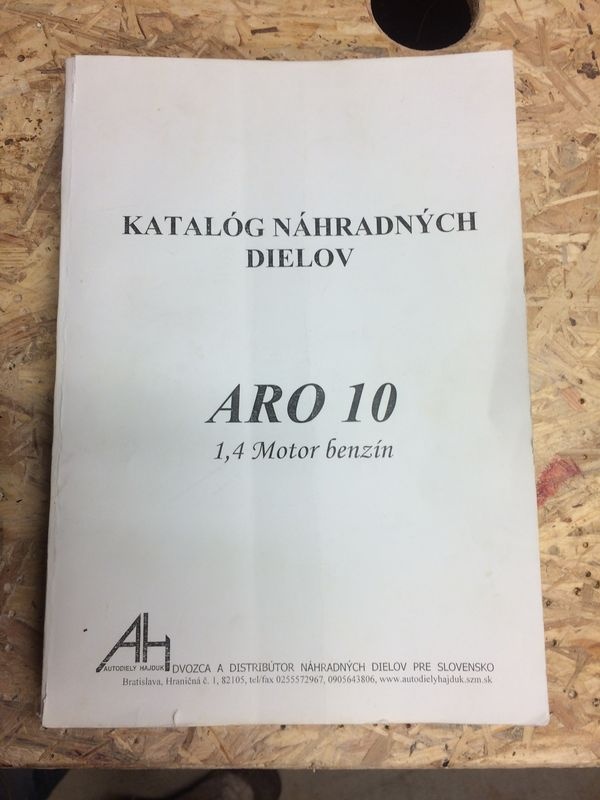 KATALÓG NÁHRADNÝCH
DIELOV
ARO 10
1,4 Motor benzín
AH
AUTODIELY HAJDUK
DVOZCA A DISTRIBÚTOR NÁHRADNÝCH DIELOV PRE SLOVENSKO
Bratislava, Hraničná č. 1, 82105, tel/fax 0255572967, 0905643806, www.autodielyhajduk.szm.sk